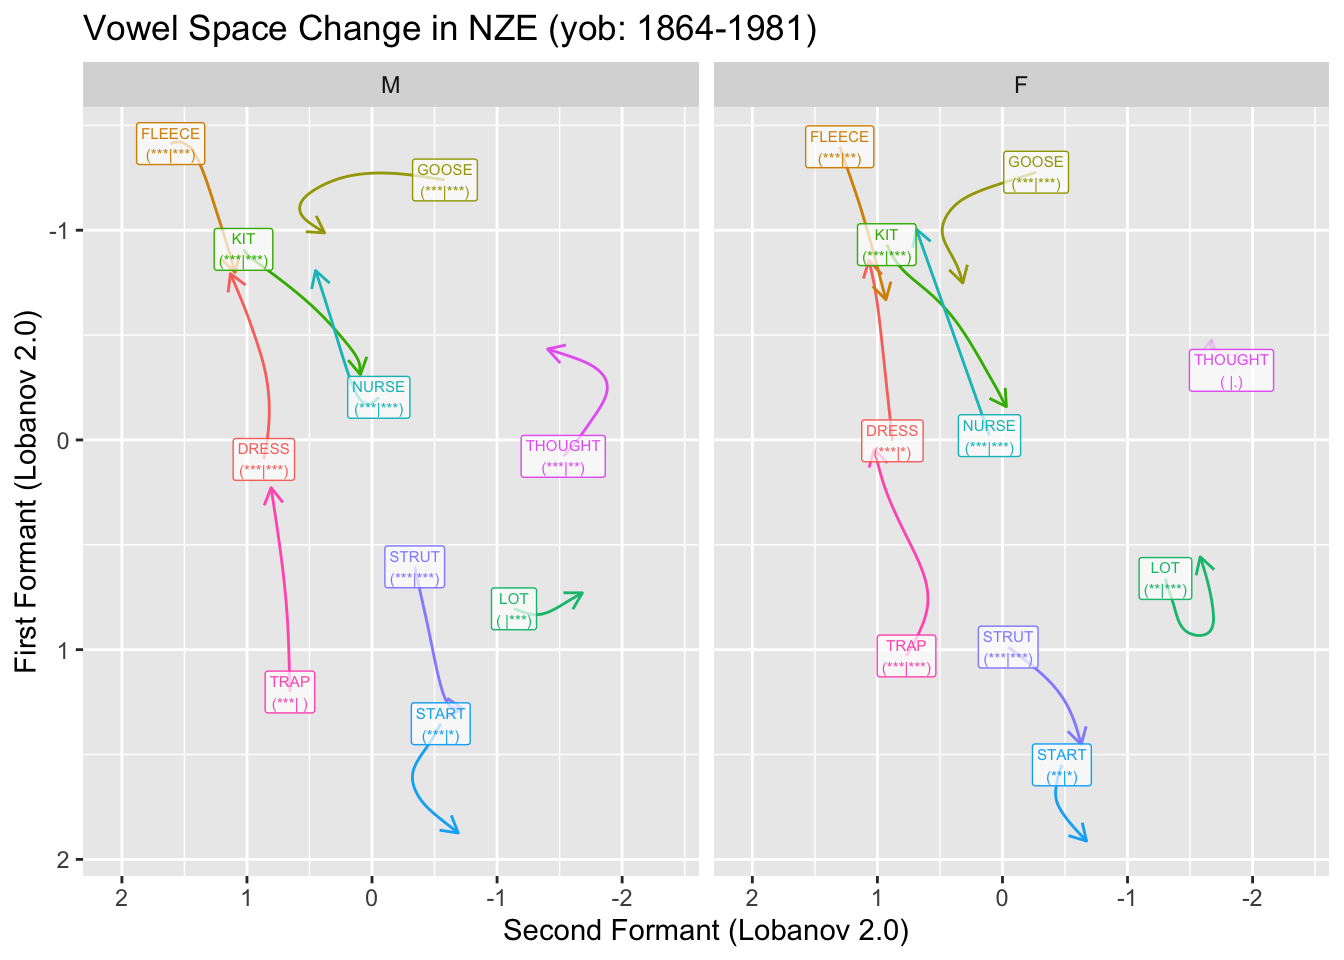 Vowel Space Change in NZE (yob: 1864-1981)
M
F
First Formant (Lobanov 2.0)
-1
0
1
2
FLEECE
(***|***)
GOOSE
(***|***)
KIT
(***|***)
NURSE
(***|***)
DRESS
(***|***)
THOUGHT
(***|**)
STRUT
(***|***)
LOT
( |***)
TRAP
(***| )
START
(***|*)
FLEECE
(***|**)
GOOSE
(***|***)
KIT
(***|***)
THOUGHT
( |.)
DRESS
(***|*)
NURSE
(***|***)
LOT
(**|***)
TRAP
(***|***)
STRUT
(***|***)
START
(**|*)
2
1
0
-1
-2
2
1
0
-1
-2
Second Formant (Lobanov 2.0)